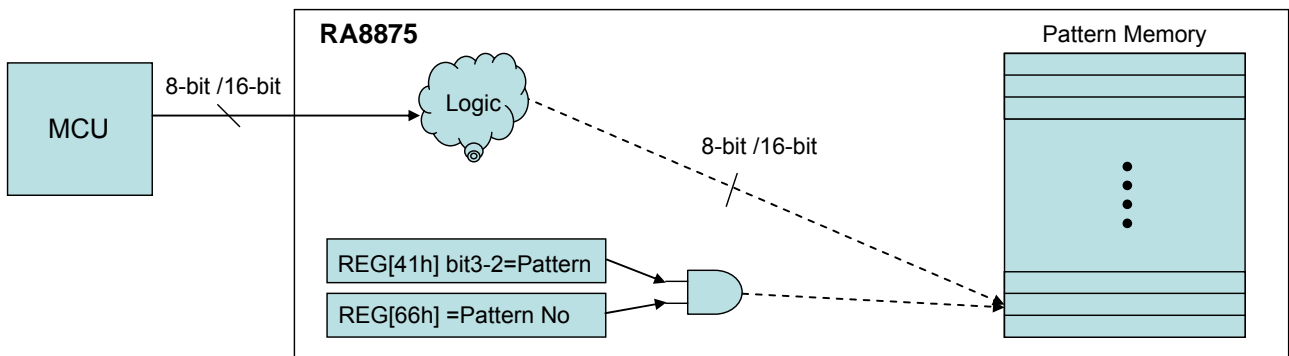 RA8875
Pattern Memory
MCU
8-bit /16-bit
Logic
8-bit /16-bit
REG[41h] bit3-2=Pattern
REG[66h] =Pattern No